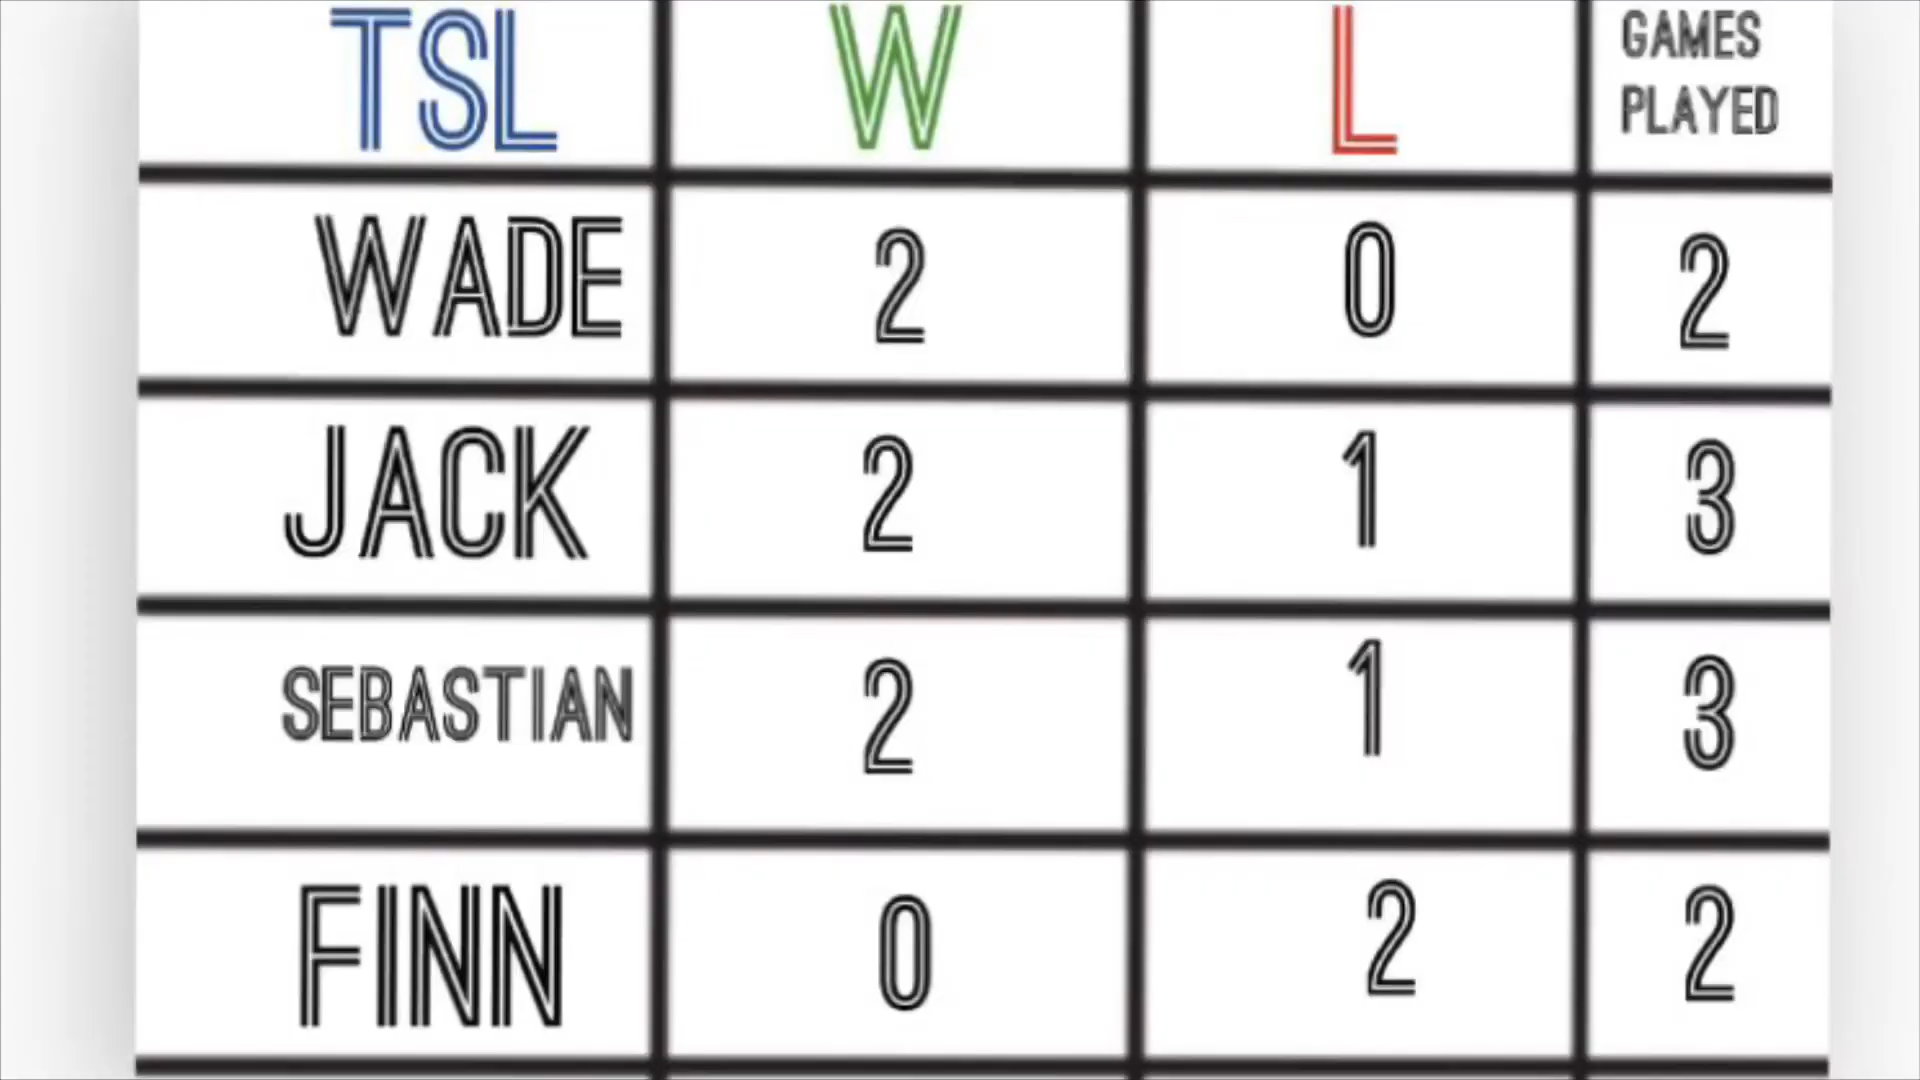 TSL W L GAMES PLAYED
WADE 2 0 2
JACK 2 1 3
SEBASTIAN 2 1 3
FINN 0 2 2